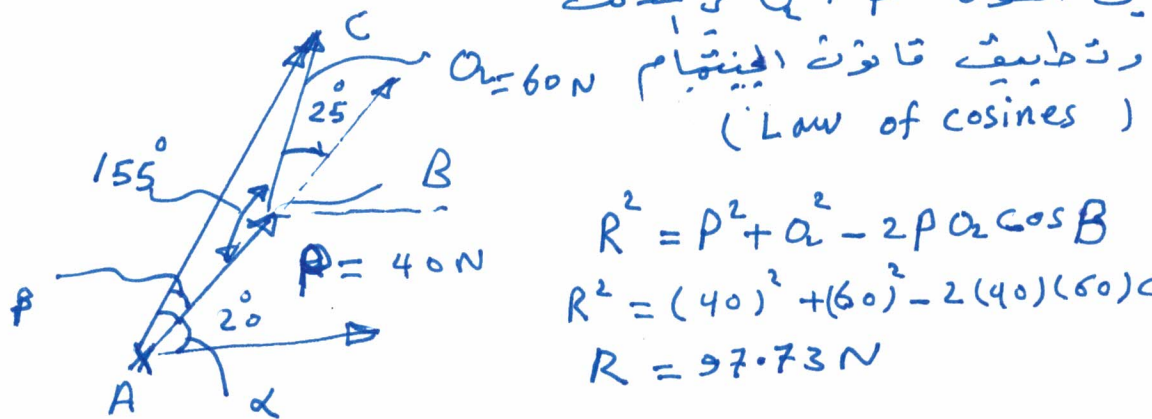 C
Q = 60 N
25°
155°
B
P = 40 N
β
20°
A
α
وتطبيق قانون الجيتمام
(Law of cosines)
R² = P² + Q² - 2PQ cos B
R² = (40)² + (60)² - 2(40)(60)c
R = 97.73 N